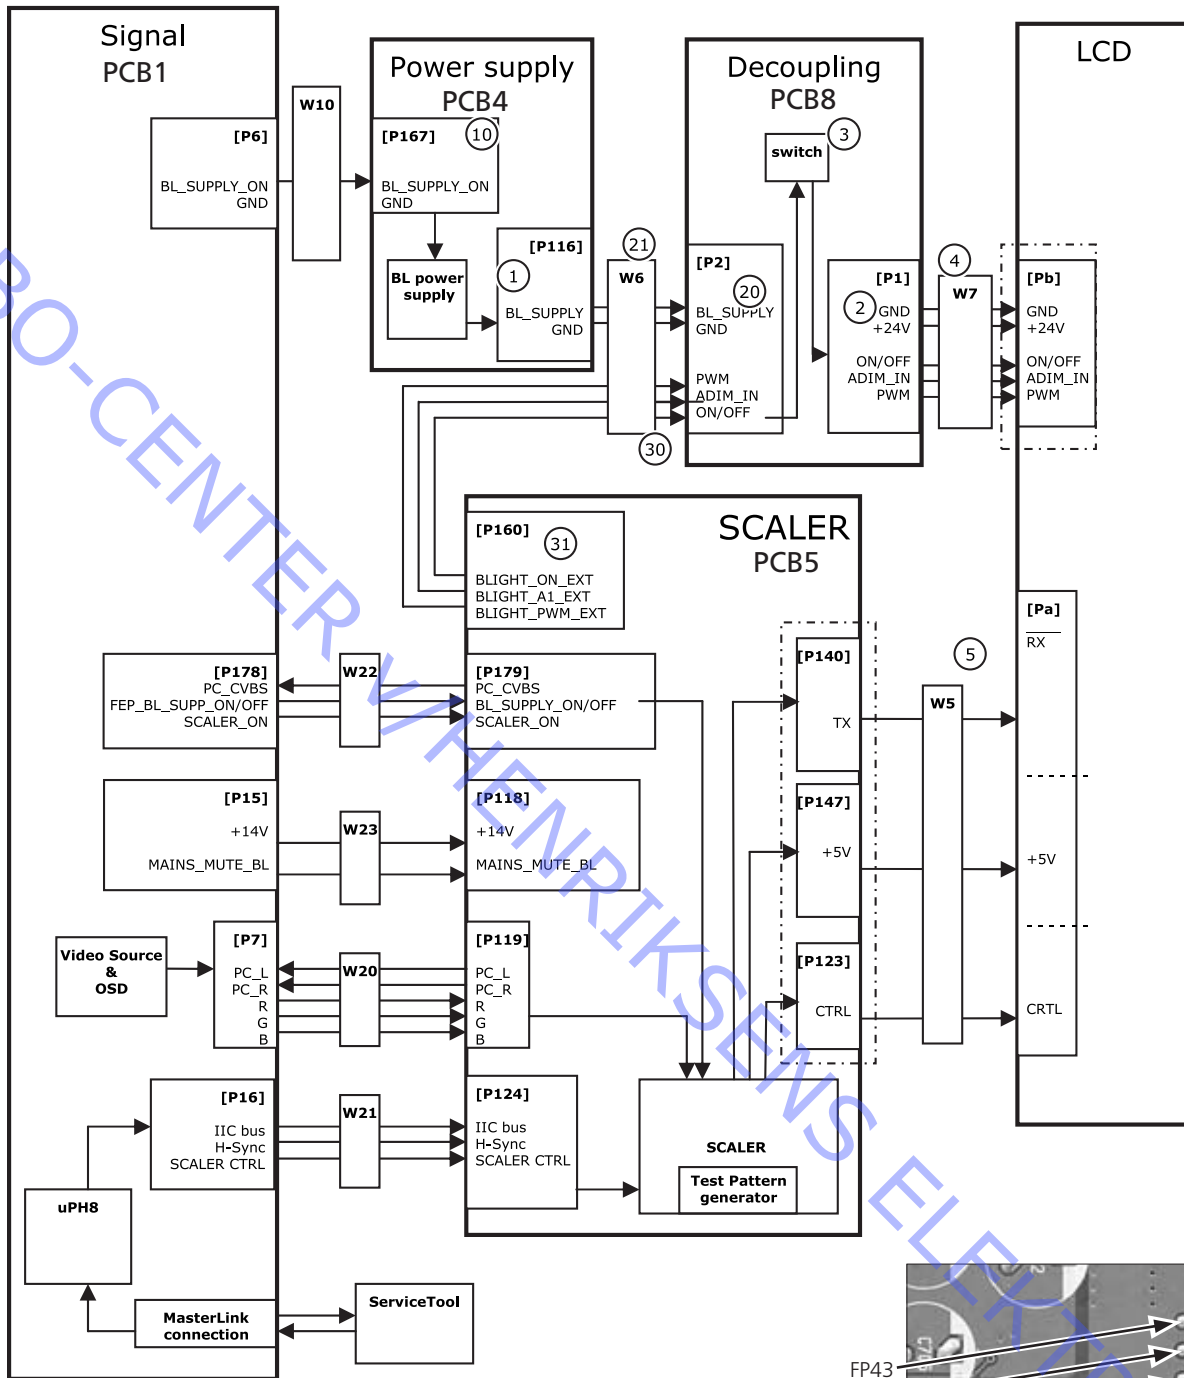 Signal
PCB1
W10
[P6]
BL_SUPPLY_ON
GND
Power supply
PCB4
[P167]
10
BL_SUPPLY_ON
GND
BL power
supply
[P116]
1
BL_SUPPLY
GND
21
W6
30
Decoupling
PCB8
switch
3
[P2]
20
BL_SUPPLY
GND
PWM
ADIM_IN
ON/OFF
[P1]
2
GND
+24V
ON/OFF
ADIM_IN
PWM
4
W7
LCD
[Pb]
GND
+24V
ON/OFF
ADIM_IN
PWM
SCALER
PCB5
[P160]
31
BLIGHT_ON_EXT
BLIGHT_A1_EXT
BLIGHT_PWM_EXT
[P178]
PC_CVBS
FEP_BL_SUPP_ON/OFF
SCALER_ON
W22
[P179]
PC_CVBS
BL_SUPPLY_ON/OFF
SCALER_ON
[P140]
TX
5
W5
[Pa]
RX
[P15]
+14V
MAINS_MUTE_BL
W23
[P118]
+14V
MAINS_MUTE_BL
[P147]
+5V
+5V
Video Source
&
OSD
[P7]
PC_L
PC_R
R
G
B
W20
[P119]
PC_L
PC_R
R
G
B
[P123]
CTRL
CRTL
[P16]
IIC bus
H-Sync
SCALER CTRL
W21
[P124]
IIC bus
H-Sync
SCALER CTRL
SCALER
Test Pattern
generator
uPH8
MasterLink
connection
ServiceTool
FP43
BO-CENTER V/HENRIKSENS ELEKTR